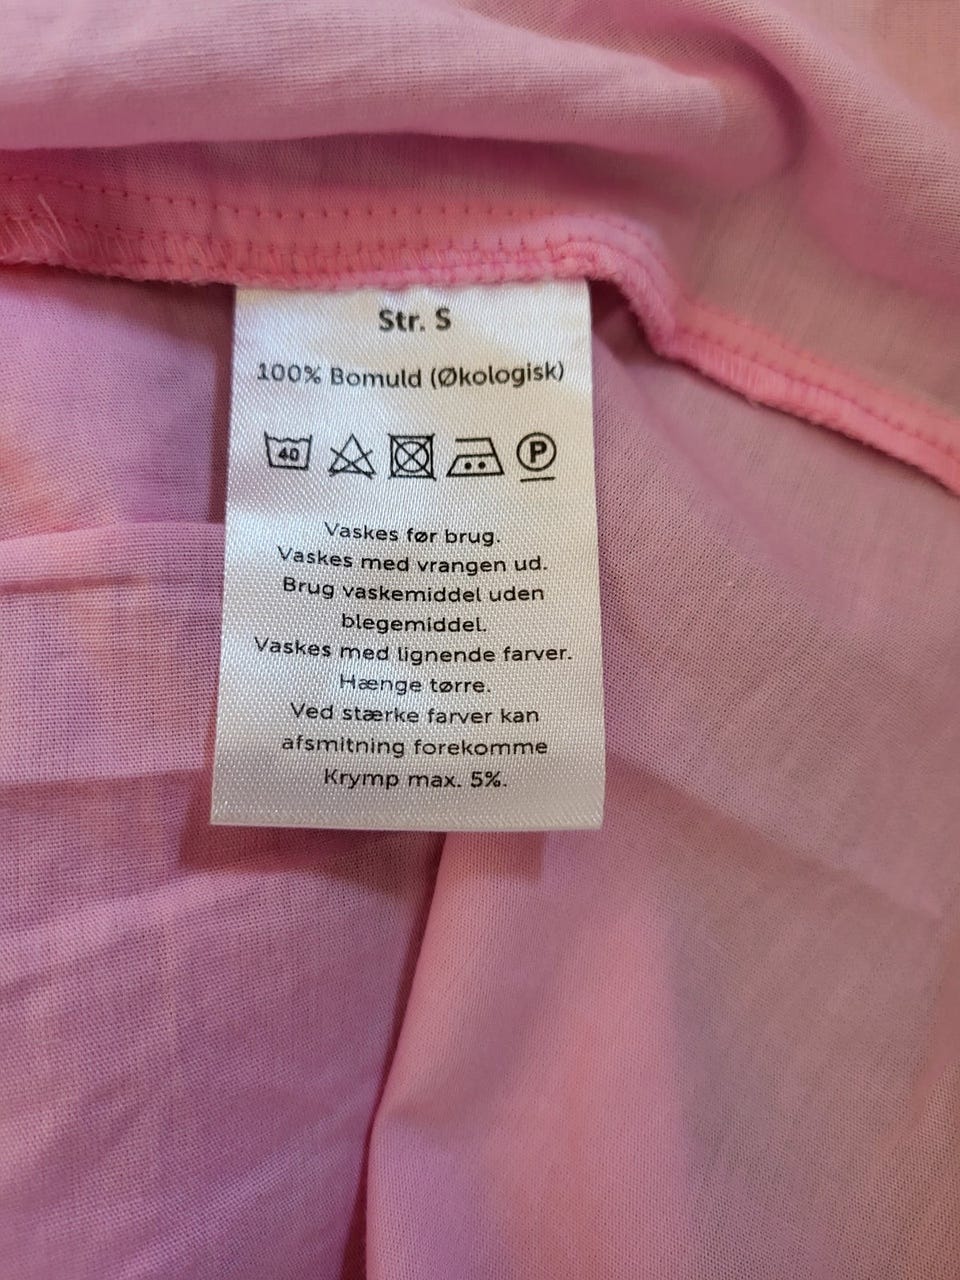 Str. S
100% Bomuld (Økologisk)
40 P
Vaskes før brug.
Vaskes med vrangen ud.
Brug vaskemiddel uden
blegemiddel.
Vaskes med lignende farver.
Hænge tørre.
Ved stærke farver kan
afsmitning forekomme
Krymp max. 5%.